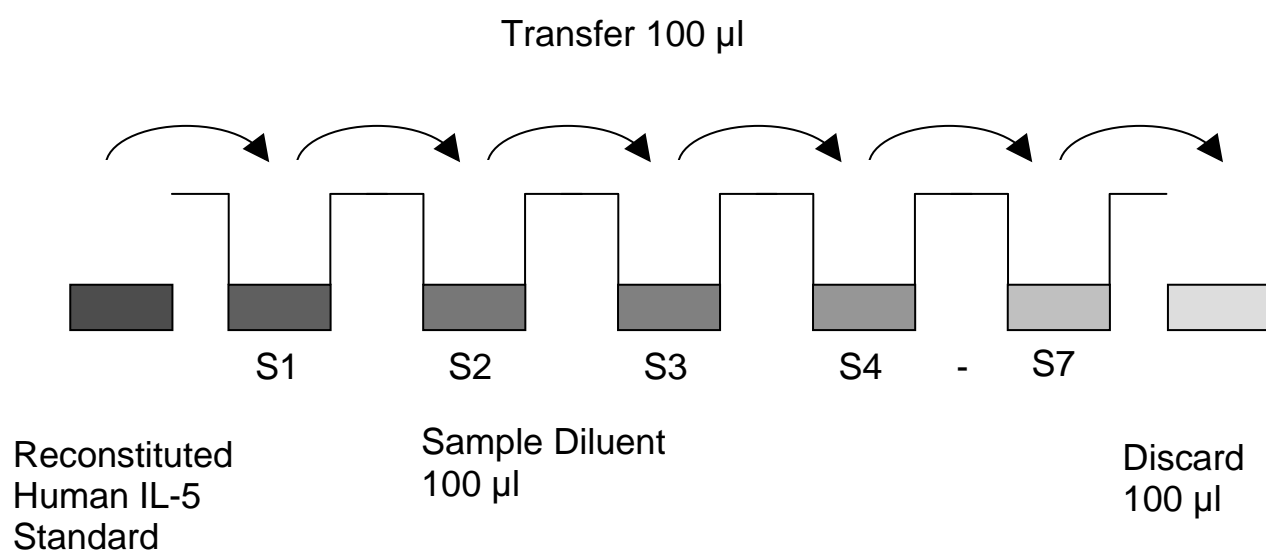 Transfer 100 µl
S1 S2 S3 S4 - S7
Reconstituted
Human IL-5
Standard
Sample Diluent
100 µl
Discard
100 µl